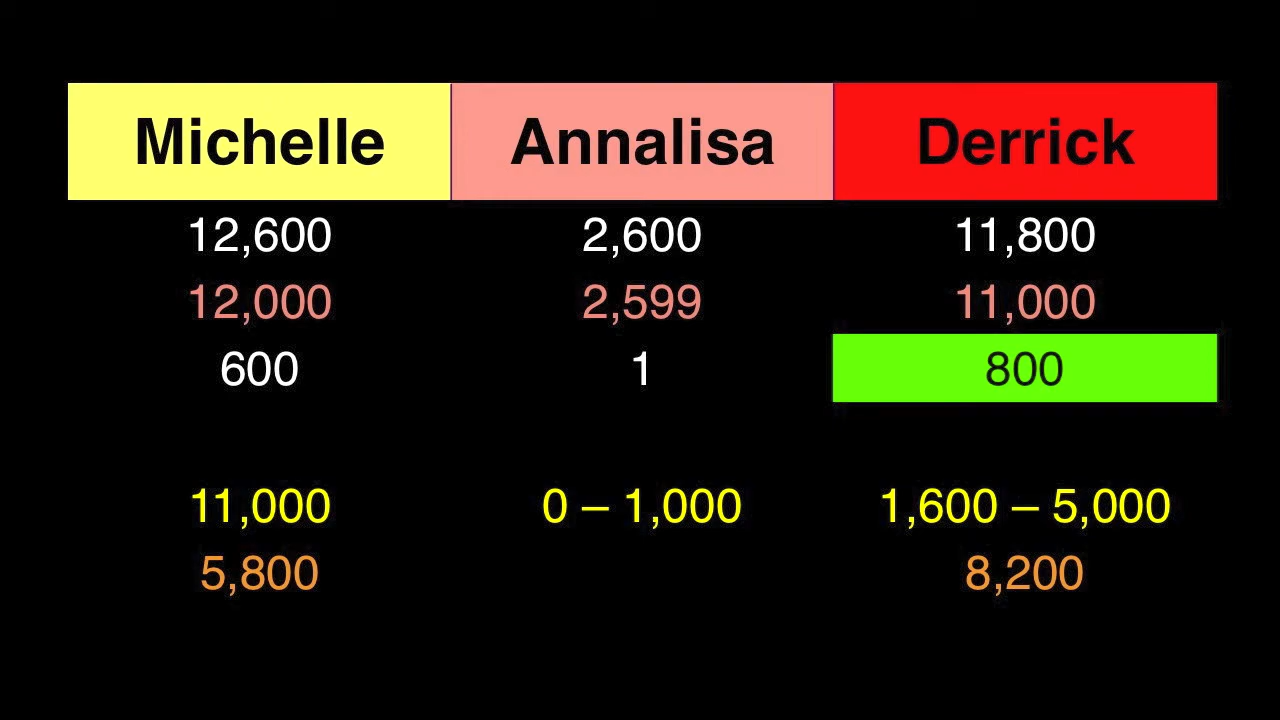 Michelle Annalisa Derrick
12,600 2,600 11,800
12,000 2,599 11,000
600 1 800
11,000 0 – 1,000 1,600 – 5,000
5,800 8,200